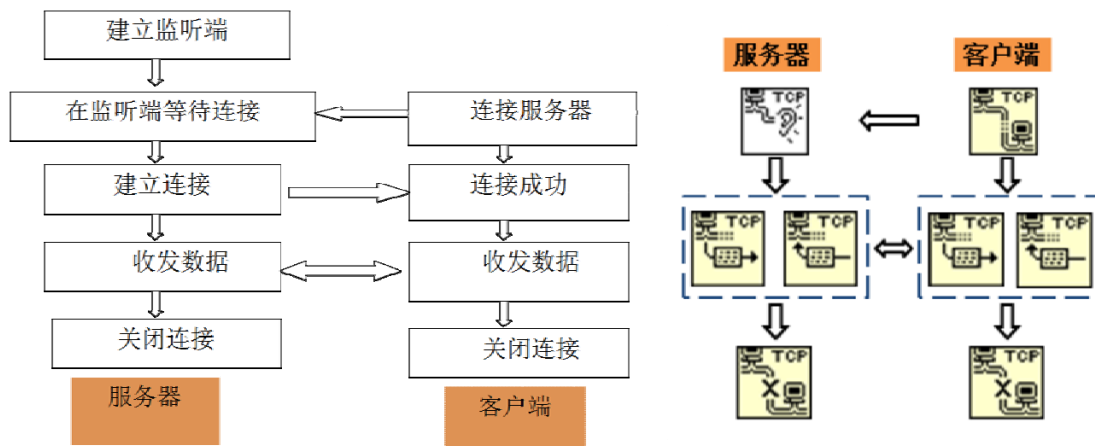 建立监听端
在监听端等待连接
连接服务器
建立连接
连接成功
收发数据
收发数据
关闭连接
关闭连接
服务器
客户端
服务器
客户端
TCP
TCP
TCP
TCP
TCP
TCP
TCP
TCP